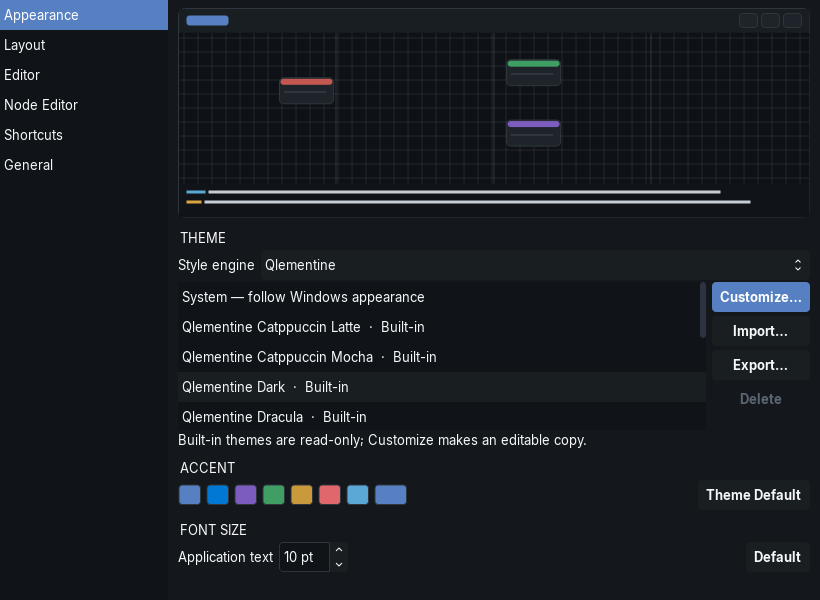 Appearance
Layout
Editor
Node Editor
Shortcuts
General
THEME
Style engine Qlementine
System — follow Windows appearance
Qlementine Catppuccin Latte · Built-in
Qlementine Catppuccin Mocha · Built-in
Qlementine Dark · Built-in
Qlementine Dracula · Built-in
Customize...
Import...
Export...
Delete
Built-in themes are read-only; Customize makes an editable copy.
ACCENT
Theme Default
FONT SIZE
Application text 10 pt
Default